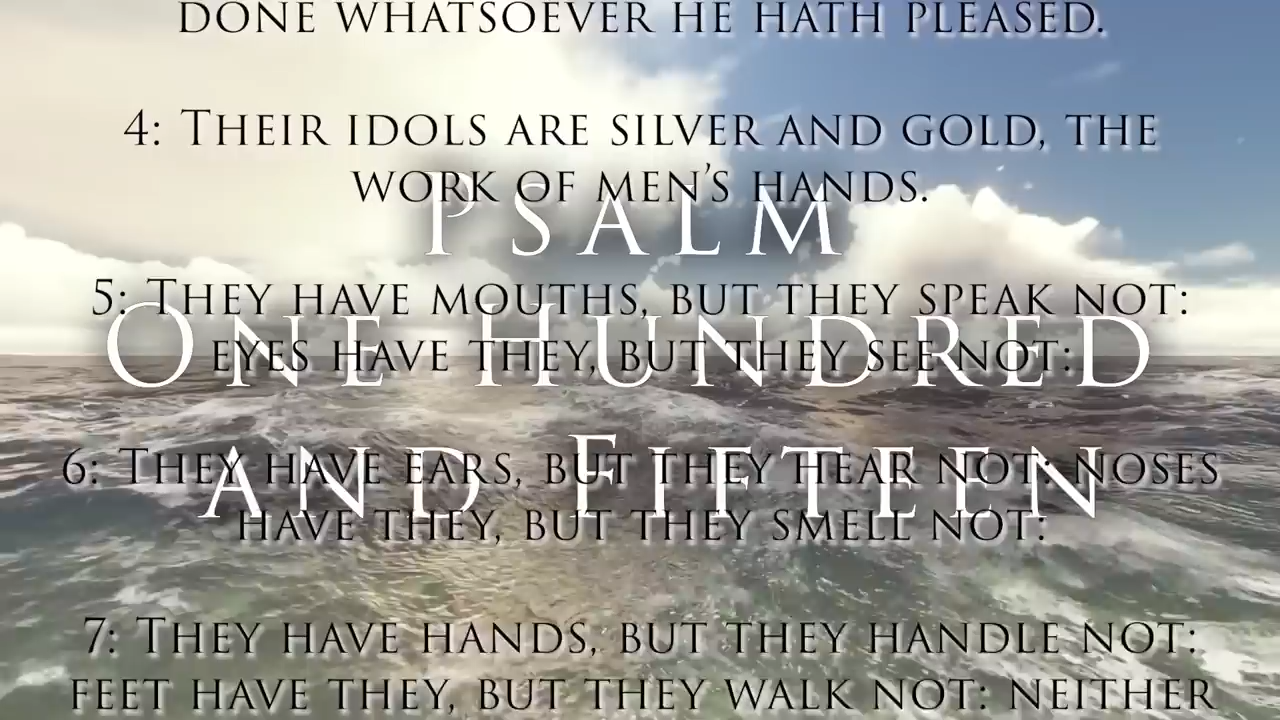 DONE WHATSOEVER HE HATH PLEASED.
4: THEIR IDOLS ARE SILVER AND GOLD, THE
WORK OF MEN'S HANDS.
PSALM
5: THEY HAVE MOUTHS, BUT THEY SPEAK NOT:
ONE HUNDRED
EYES HAVE THEY, BUT THEY SEE NOT:
6: THEY HAVE EARS, BUT THEY HEAR NOT: NOSES
AND FIFTEEN
HAVE THEY, BUT THEY SMELL NOT:
7: THEY HAVE HANDS, BUT THEY HANDLE NOT:
FEET HAVE THEY, BUT THEY WALK NOT: NEITHER